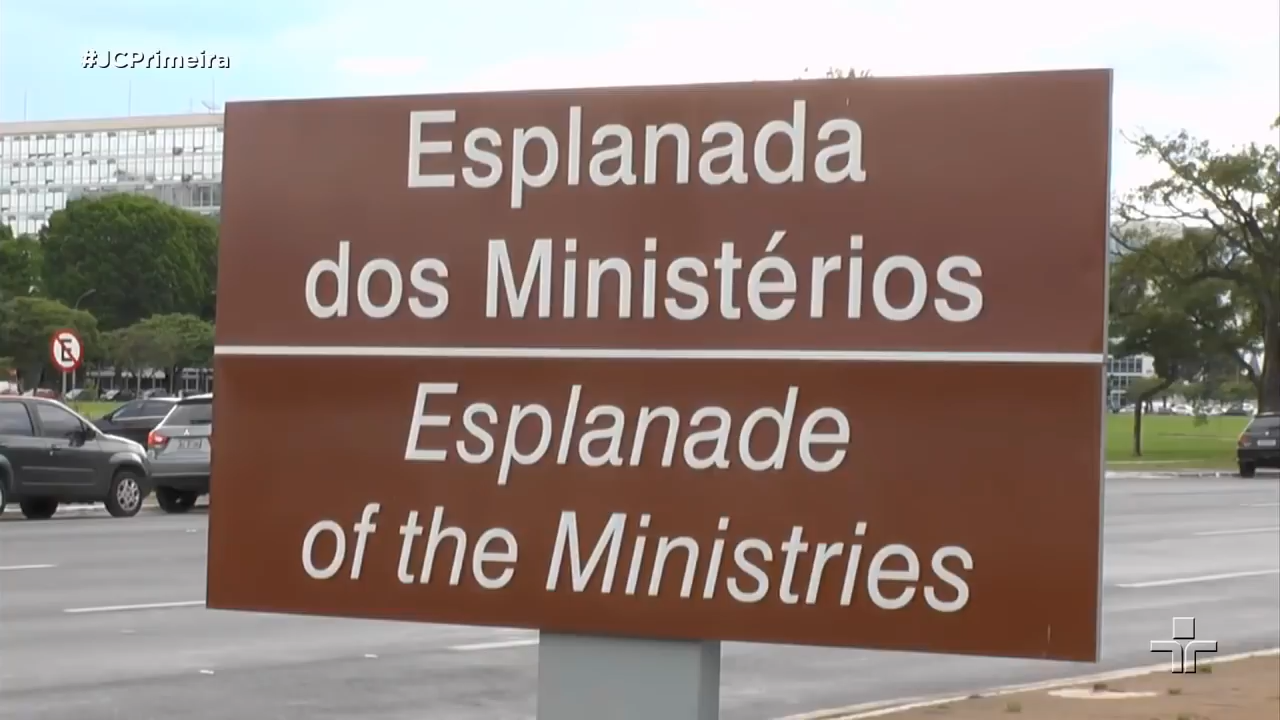 #JCPrimeira
Esplanada
dos Ministérios
Esplanade
of the Ministries
E